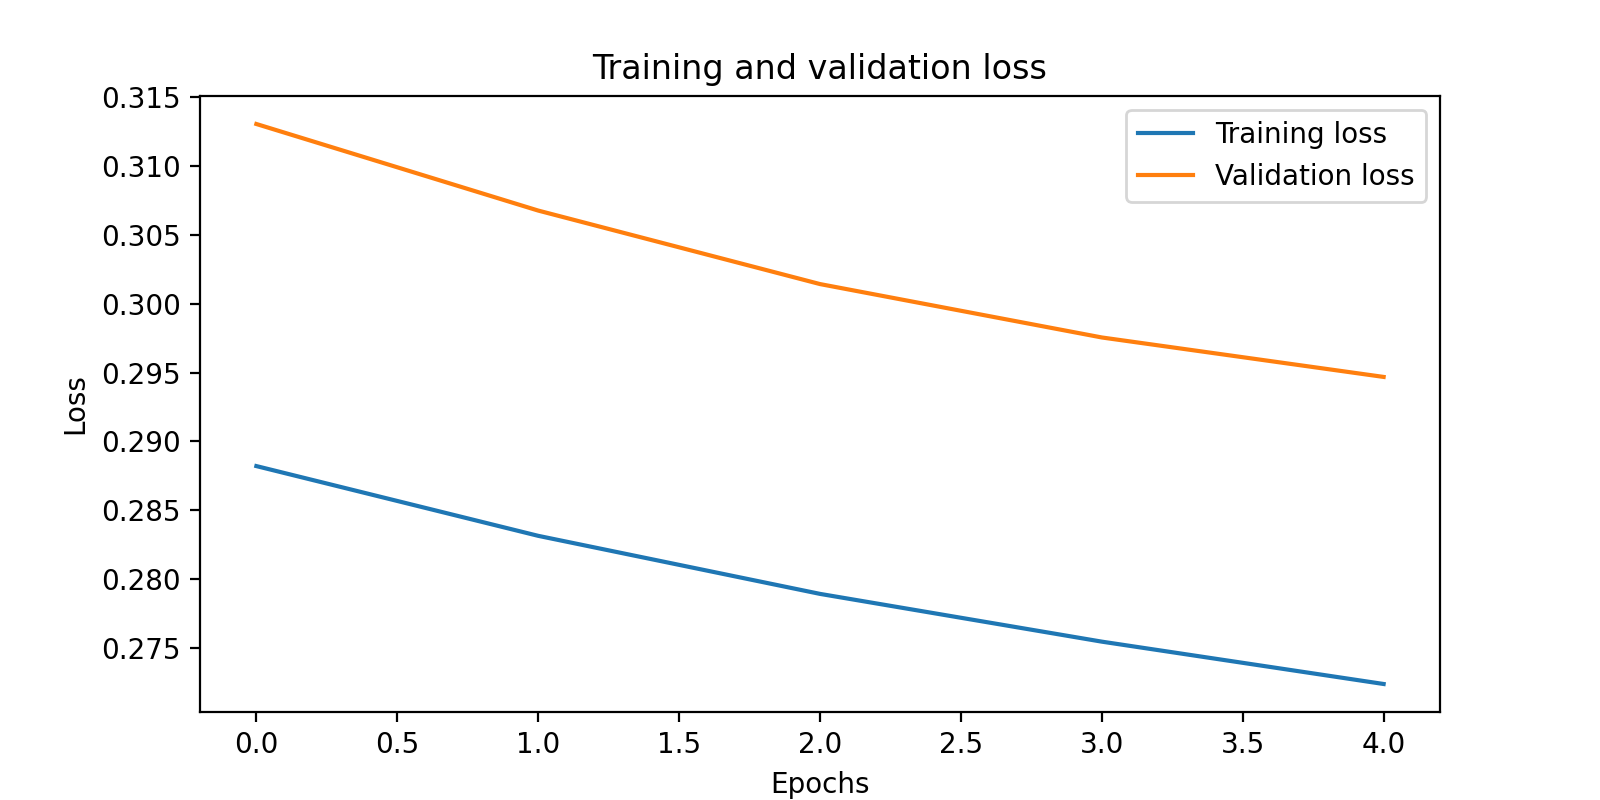 Training and validation loss
0.315
0.310
0.305
0.300
0.295
0.290
0.285
0.280
0.275
Loss
Training loss
Validation loss
0.0 0.5 1.0 1.5 2.0 2.5 3.0 3.5 4.0
Epochs